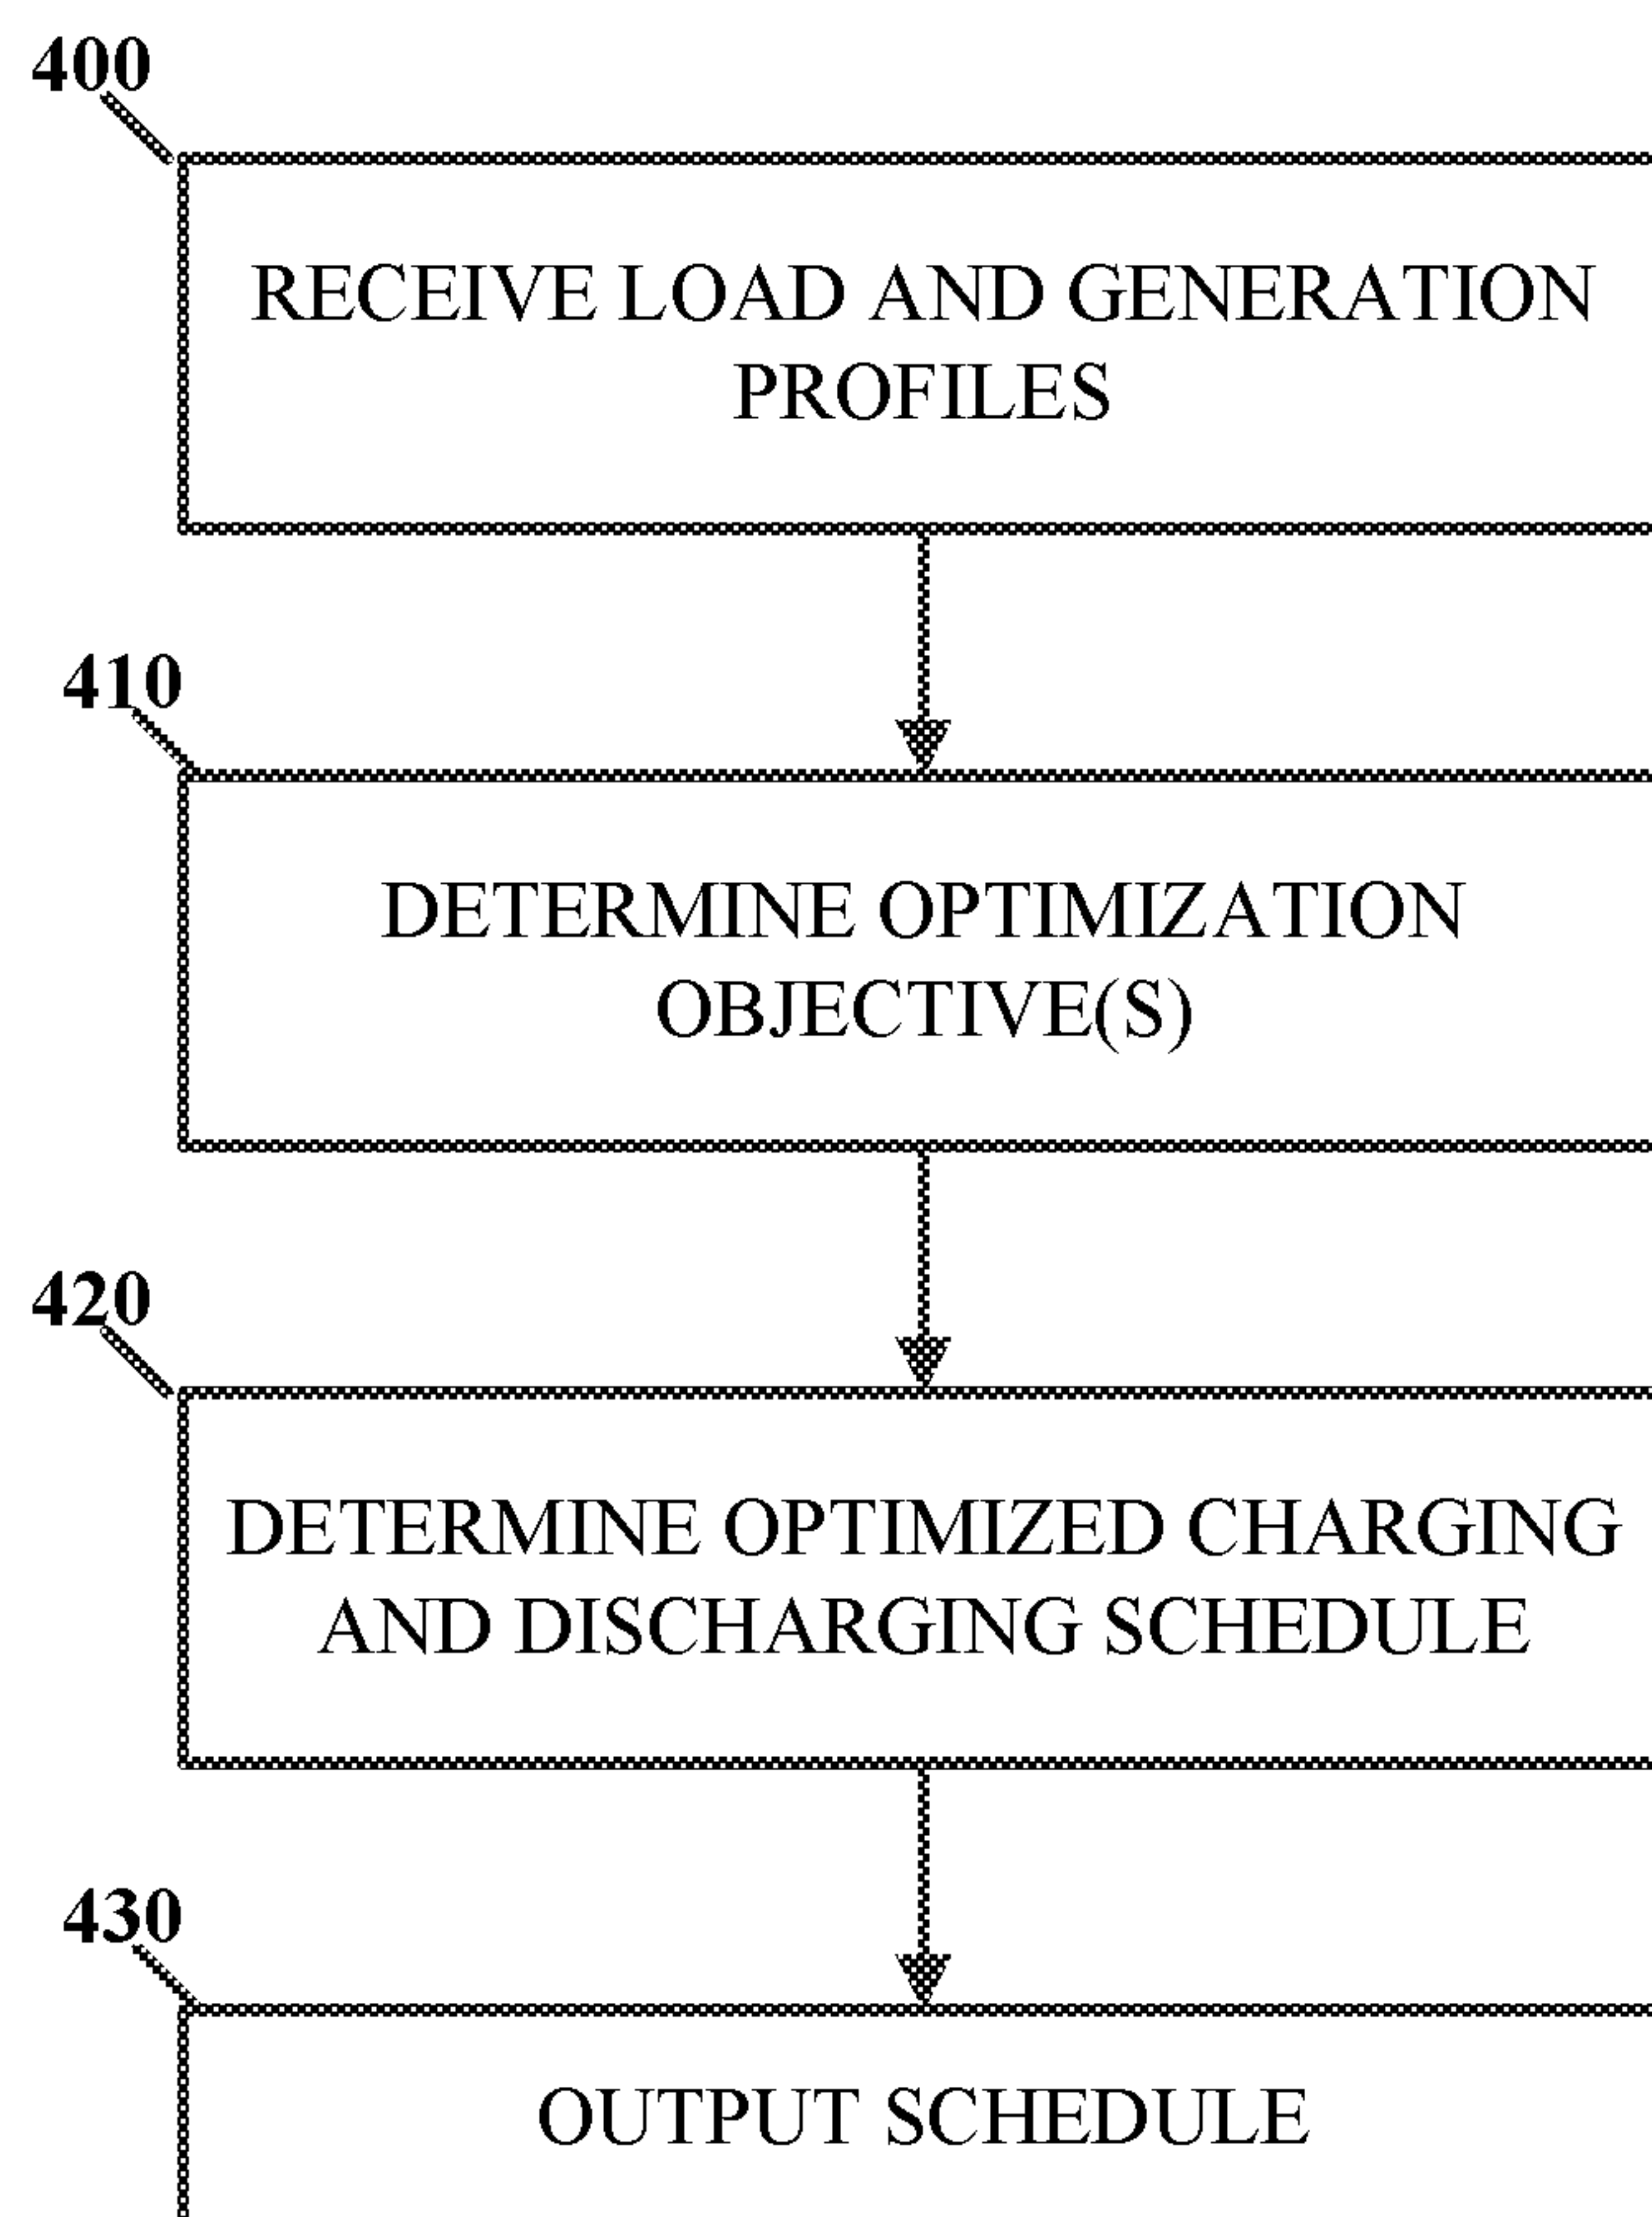 400
RECEIVE LOAD AND GENERATION
PROFILES
410
DETERMINE OPTIMIZATION
OBJECTIVE(S)
420
DETERMINE OPTIMIZED CHARGING
AND DISCHARGING SCHEDULE
430
OUTPUT SCHEDULE